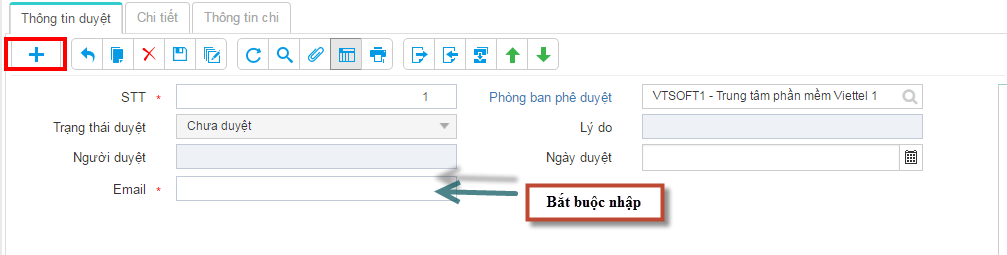 Thông tin duyệt Chi tiết Thông tin chi
STT * 1 Phòng ban phê duyệt VTSOFT1 - Trung tâm phần mềm Viettel 1
Trạng thái duyệt Chưa duyệt Lý do
Người duyệt Ngày duyệt
Email * Bắt buộc nhập